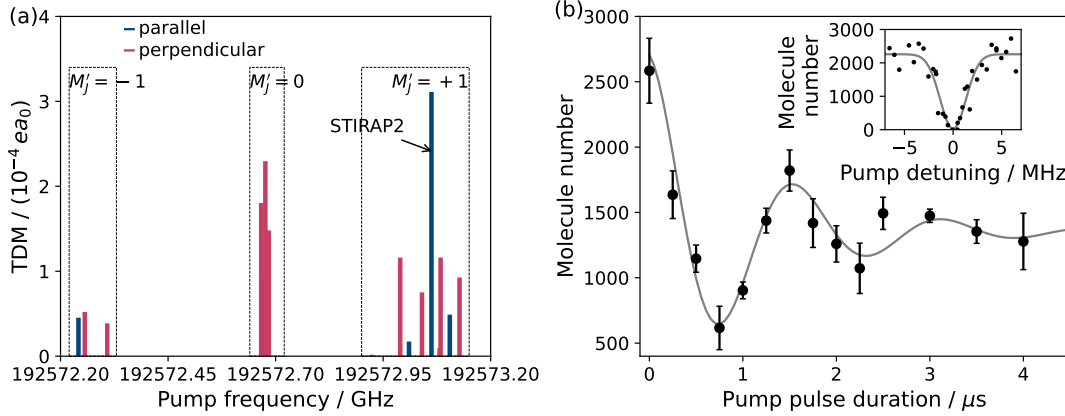 (a)
4
3
2
1
0
TDM / (10⁻⁴ ea₀)
parallel
perpendicular
M′ⱼ = −1
M′ⱼ=0
M′ⱼ = +1
STIRAP2
192572.20 192572.45 192572.70 192572.95 192573.20
Pump frequency / GHz
(b)
3000
2500
2000
1500
1000
500
Molecule number
0 1 2 3 4
Pump pulse duration / μs
Molecule
number
2000
1000
0
−5 0 5
Pump detuning / MHz